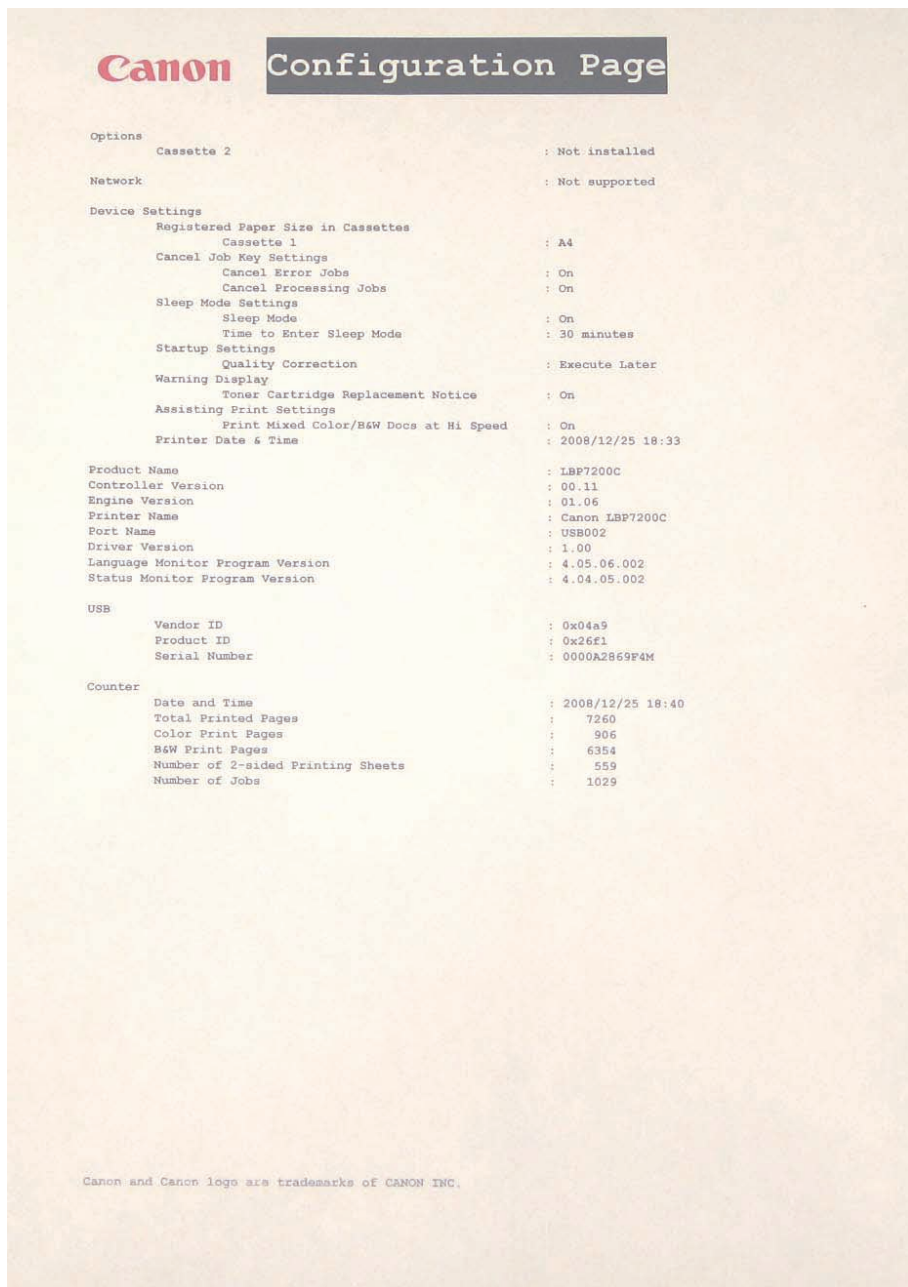 Canon Configuration Page
Options
Cassette 2 : Not installed
Network : Not supported
Device Settings
Registered Paper Size in Cassettes
Cassette 1 : A4
Cancel Job Key Settings
Cancel Error Jobs : On
Cancel Processing Jobs : On
Sleep Mode Settings
Sleep Mode : On
Time to Enter Sleep Mode : 30 minutes
Startup Settings
Quality Correction : Execute Later
Warning Display
Toner Cartridge Replacement Notice : On
Assisting Print Settings
Print Mixed Color/B&W Docs at Hi Speed : On
Printer Date & Time : 2008/12/25 18:33
Product Name : LBP7200C
Controller Version : 00.11
Engine Version : 01.06
Printer Name : Canon LBP7200C
Port Name : USB002
Driver Version : 1.00
Language Monitor Program Version : 4.05.06.002
Status Monitor Program Version : 4.04.05.002
USB
Vendor ID : 0x04a9
Product ID : 0x26f1
Serial Number : 0000A2869F4M
Counter
Date and Time : 2008/12/25 18:40
Total Printed Pages : 7260
Color Print Pages : 906
B&W Print Pages : 6354
Number of 2-sided Printing Sheets : 559
Number of Jobs : 1029
Canon and Canon logo are trademarks of CANON INC.